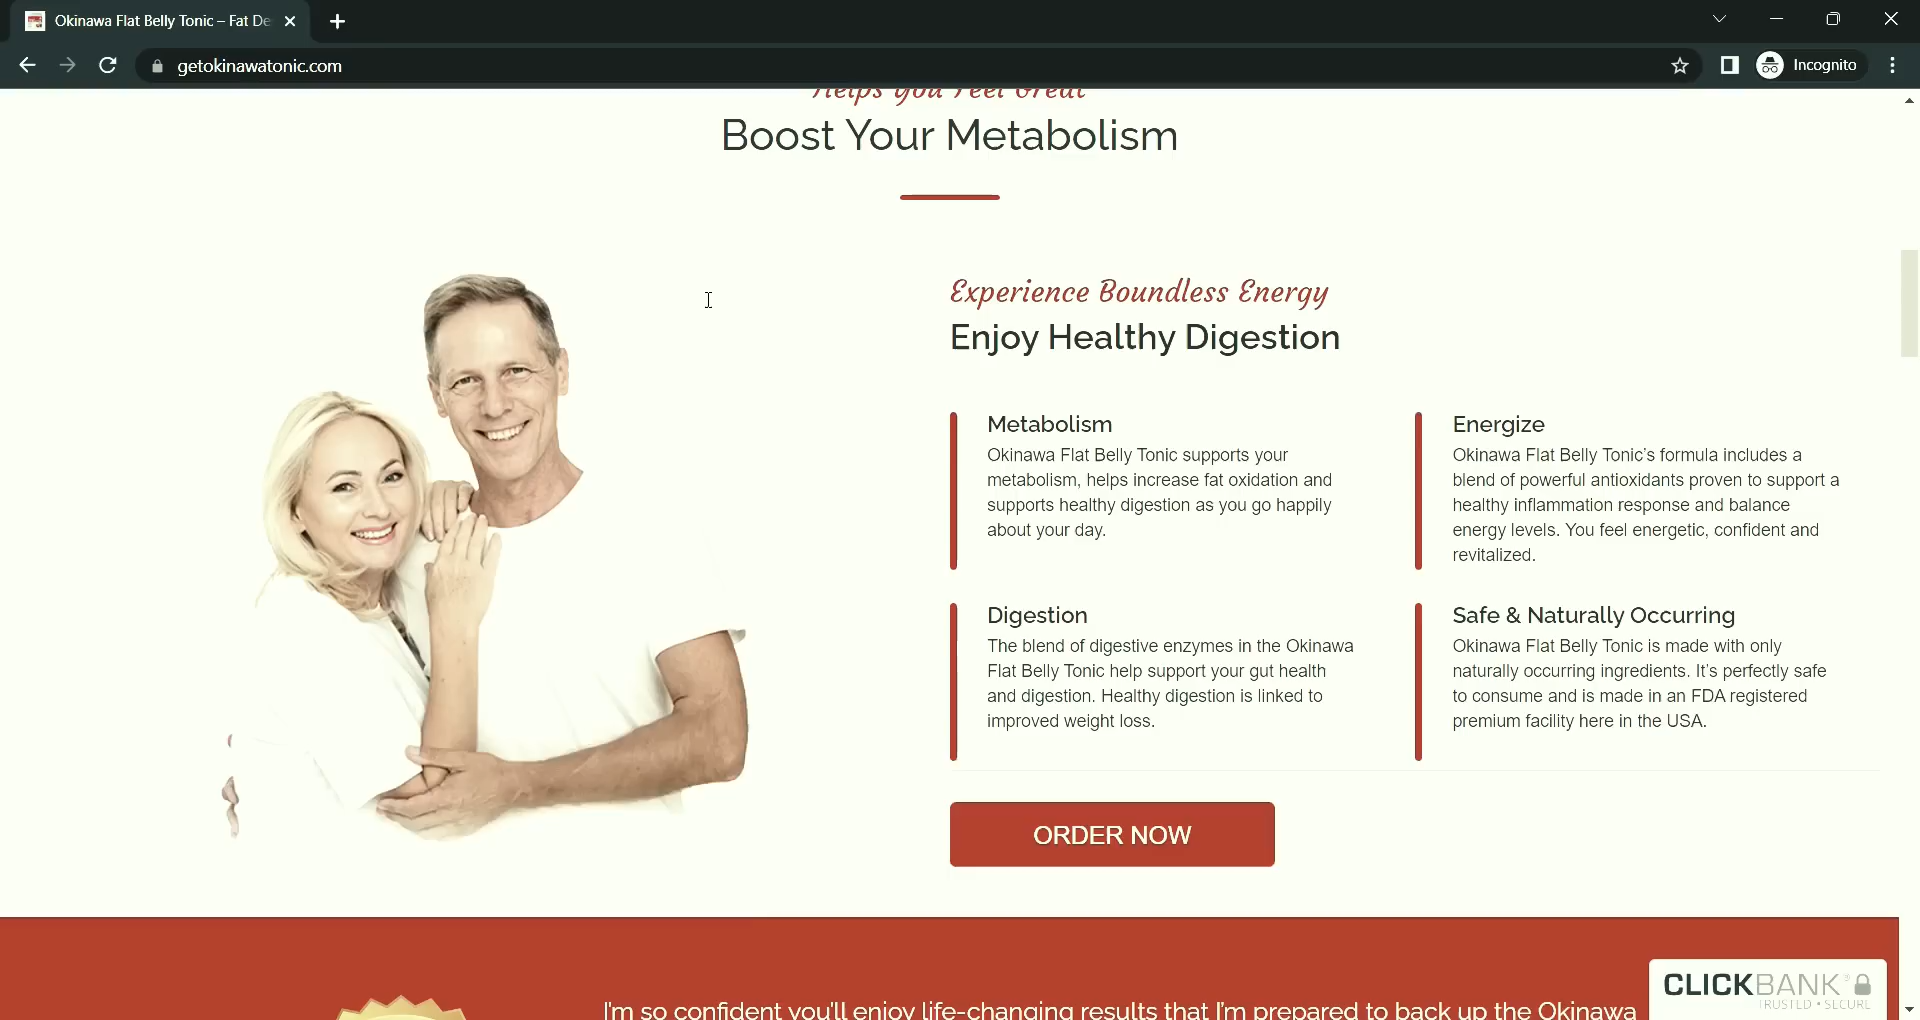 Okinawa Flat Belly Tonic – Fat De
getokinawatonic.com
Incognito
Helps You Feel Great
Boost Your Metabolism
Experience Boundless Energy
Enjoy Healthy Digestion
Metabolism
Okinawa Flat Belly Tonic supports your
metabolism, helps increase fat oxidation and
supports healthy digestion as you go happily
about your day.
Energize
Okinawa Flat Belly Tonic's formula includes a
blend of powerful antioxidants proven to support a
healthy inflammation response and balance
energy levels. You feel energetic, confident and
revitalized.
Digestion
The blend of digestive enzymes in the Okinawa
Flat Belly Tonic help support your gut health
and digestion. Healthy digestion is linked to
improved weight loss.
Safe & Naturally Occurring
Okinawa Flat Belly Tonic is made with only
naturally occurring ingredients. It's perfectly safe
to consume and is made in an FDA registered
premium facility here in the USA.
ORDER NOW
I'm so confident you'll enjoy life-changing results that I'm prepared to back up the Okinawa
CLICKBANK®
TRUSTED • SECURE